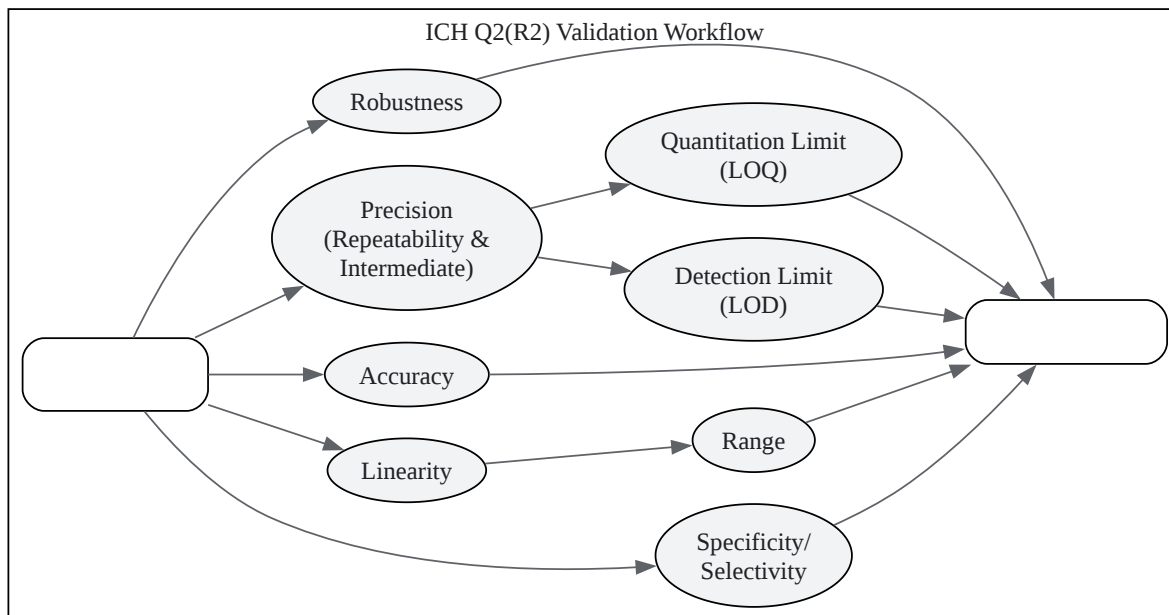 ICH Q2(R2) Validation Workflow
Robustness
Quantitation Limit
(LOQ)
Precision
(Repeatability &
Intermediate)
Detection Limit
(LOD)
Accuracy
Range
Linearity
Specificity/
Selectivity